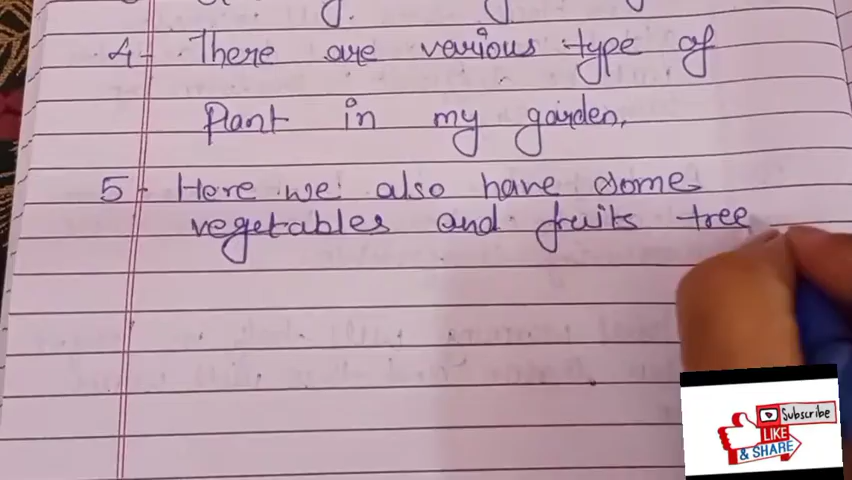 4- There are various type of
Plant in my garden.
5- Here we also have some
vegetables and fruits tree
Subscribe
LIKE
& SHARE